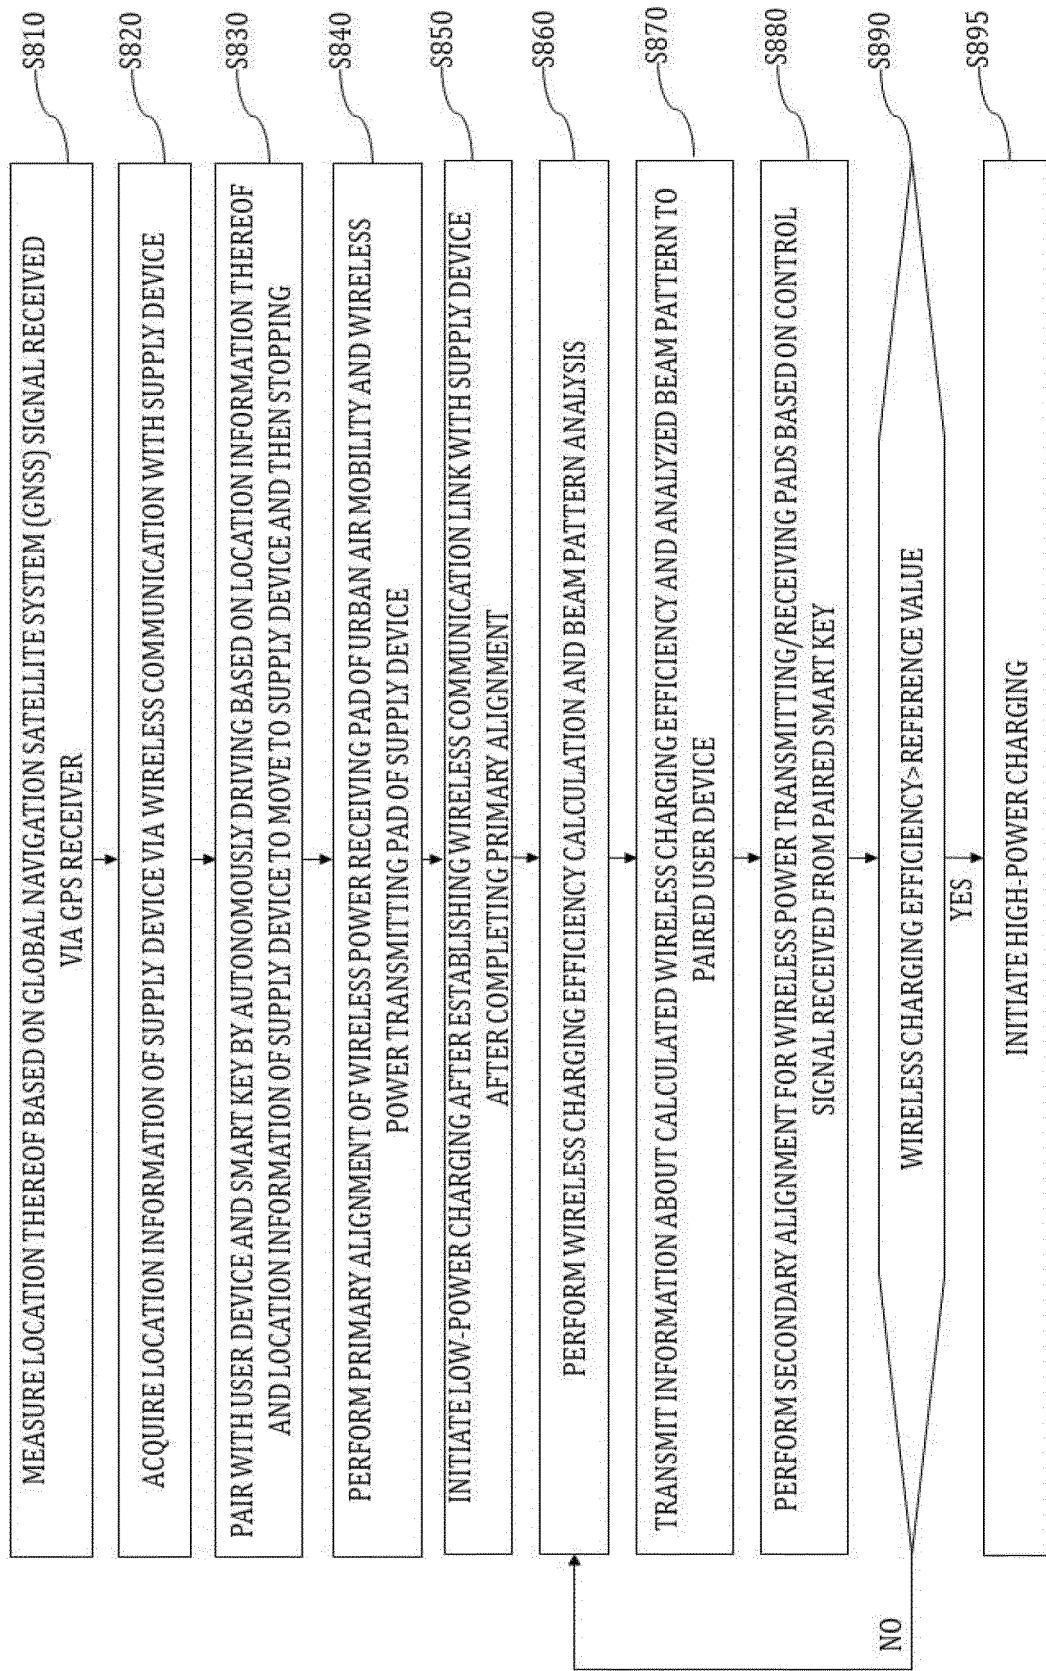 MEASURE LOCATION THEREOF BASED ON GLOBAL NAVIGATION SATELLITE SYSTEM (GNSS) SIGNAL RECEIVED
VIA GPS RECEIVER
S810
ACQUIRE LOCATION INFORMATION OF SUPPLY DEVICE VIA WIRELESS COMMUNICATION WITH SUPPLY DEVICE
S820
PAIR WITH USER DEVICE AND SMART KEY BY AUTONOMOUSLY DRIVING BASED ON LOCATION INFORMATION THEREOF
AND LOCATION INFORMATION OF SUPPLY DEVICE TO MOVE TO SUPPLY DEVICE AND THEN STOPPING
S830
PERFORM PRIMARY ALIGNMENT OF WIRELESS POWER RECEIVING PAD OF URBAN AIR MOBILITY AND WIRELESS
POWER TRANSMITTING PAD OF SUPPLY DEVICE
S840
INITIATE LOW-POWER CHARGING AFTER ESTABLISHING WIRELESS COMMUNICATION LINK WITH SUPPLY DEVICE
AFTER COMPLETING PRIMARY ALIGNMENT
S850
PERFORM WIRELESS CHARGING EFFICIENCY CALCULATION AND BEAM PATTERN ANALYSIS
S860
TRANSMIT INFORMATION ABOUT CALCULATED WIRELESS CHARGING EFFICIENCY AND ANALYZED BEAM PATTERN TO
PAIRED USER DEVICE
S870
PERFORM SECONDARY ALIGNMENT FOR WIRELESS POWER TRANSMITTING/RECEIVING PADS BASED ON CONTROL
SIGNAL RECEIVED FROM PAIRED SMART KEY
S880
NO
WIRELESS CHARGING EFFICIENCY>REFERENCE VALUE
S890
YES
INITIATE HIGH-POWER CHARGING
S895